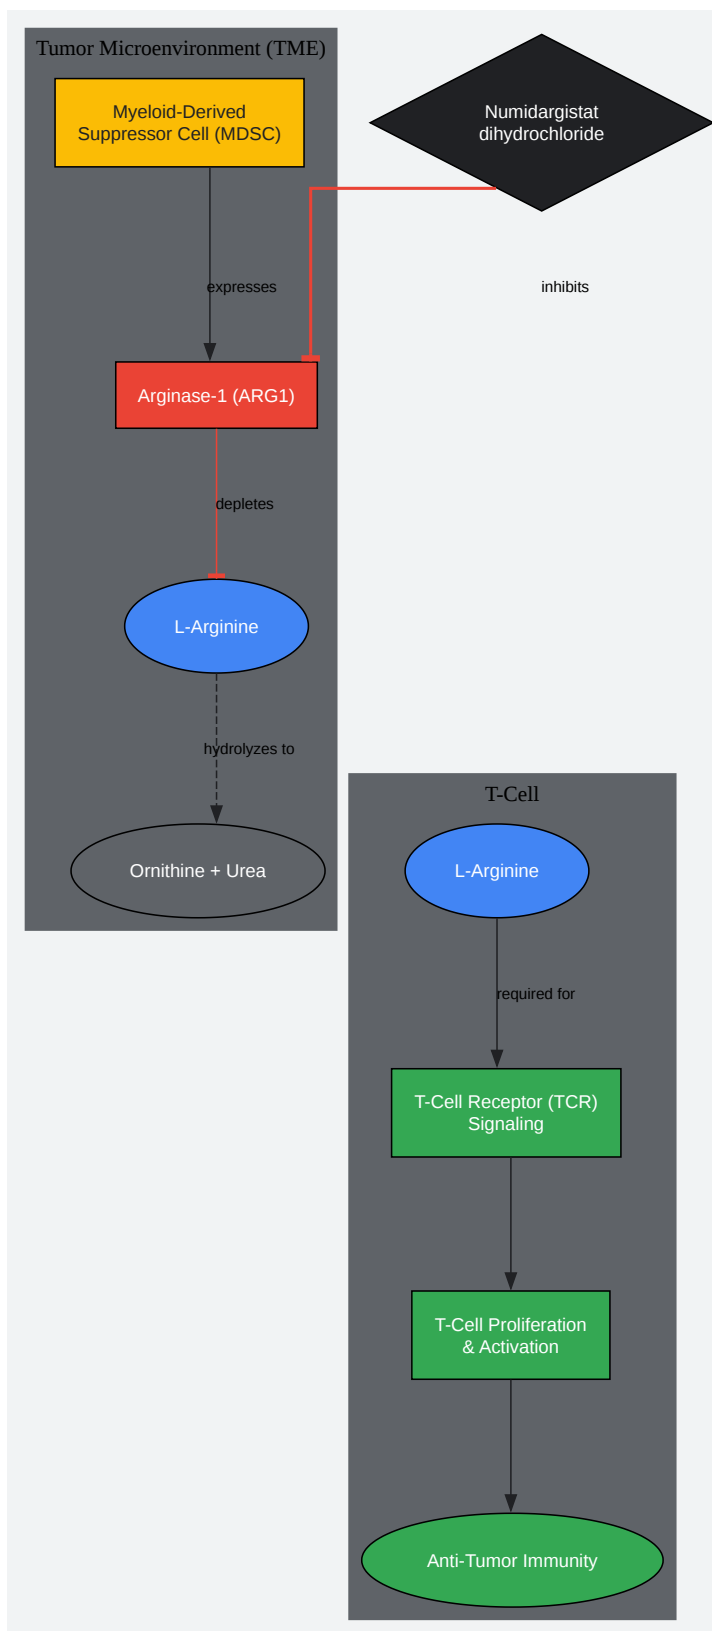 Tumor Microenvironment (TME)
Myeloid-Derived
Suppressor Cell (MDSC)
Numidargistat
dihydrochloride
expresses
inhibits
Arginase-1 (ARG1)
depletes
L-Arginine
hydrolyzes to
Ornithine + Urea
T-Cell
L-Arginine
required for
T-Cell Receptor (TCR)
Signaling
T-Cell Proliferation
& Activation
Anti-Tumor Immunity